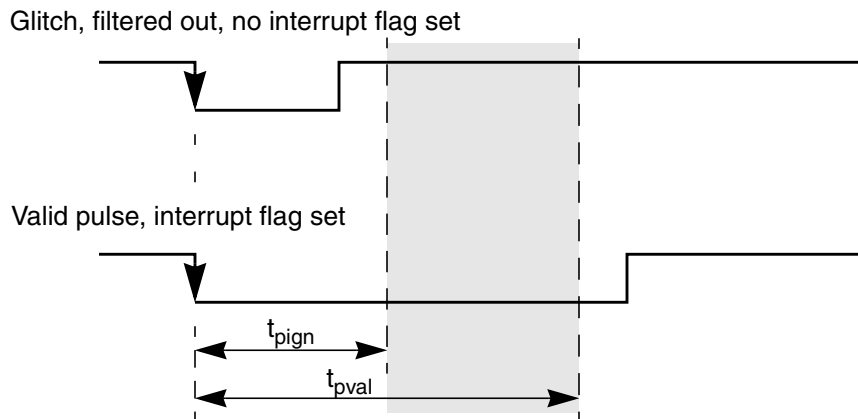 Glitch, filtered out, no interrupt flag set
Valid pulse, interrupt flag set
tpign
tpval